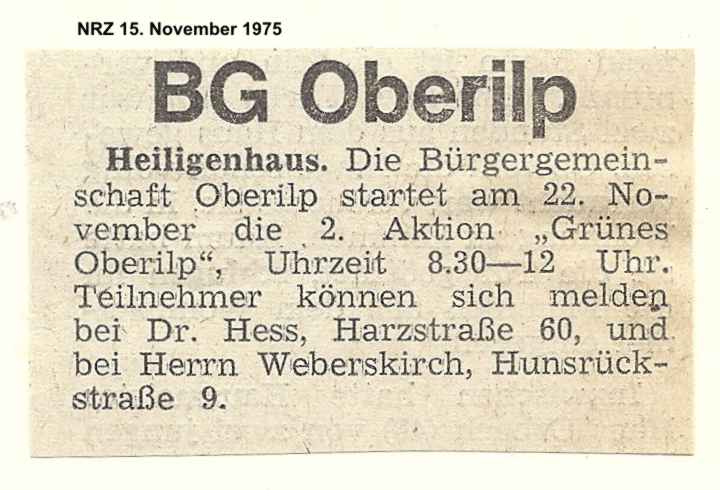 NRZ 15. November 1975
BG Oberilp
Heiligenhaus. Die Bürgergemein-
schaft Oberilp startet am 22. No-
vember die 2. Aktion „Grünes
Oberilp“, Uhrzeit 8.30—12 Uhr.
Teilnehmer können sich melden
bei Dr. Hess, Harzstraße 60, und
bei Herrn Weberskirch, Hunsrück-
straße 9.